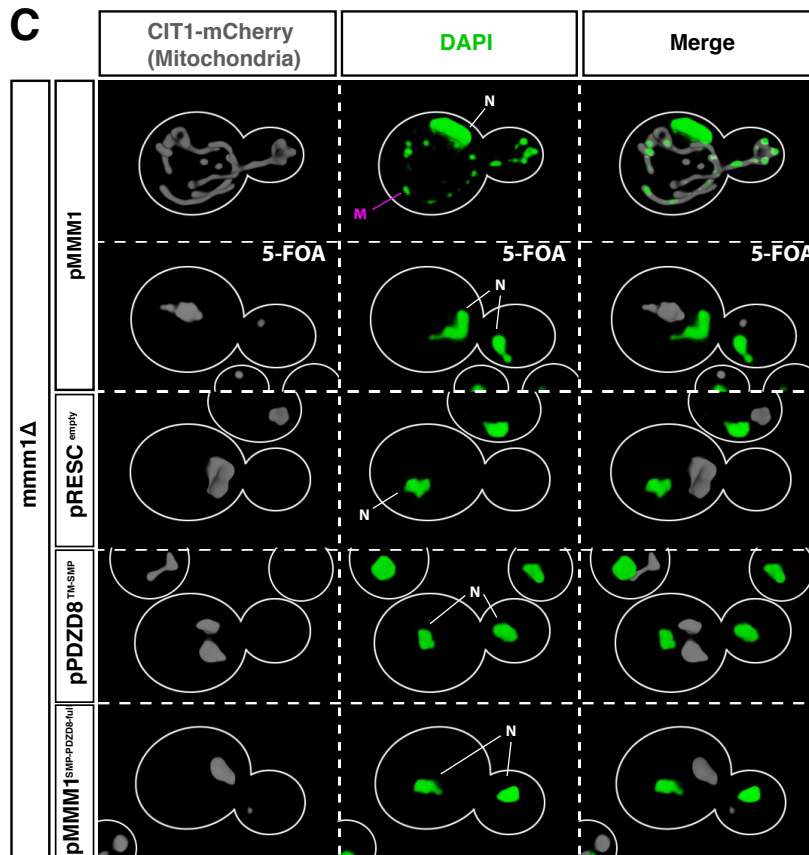 C
CIT1-mCherry
(Mitochondria)
DAPI
Merge
mmm1Δ
pMMM1
N
M
5-FOA
5-FOA
5-FOA
N
pRESC empty
N
pPDZD8 TM-SMP
N
pMMM1 SMP-PDZD8-full
N